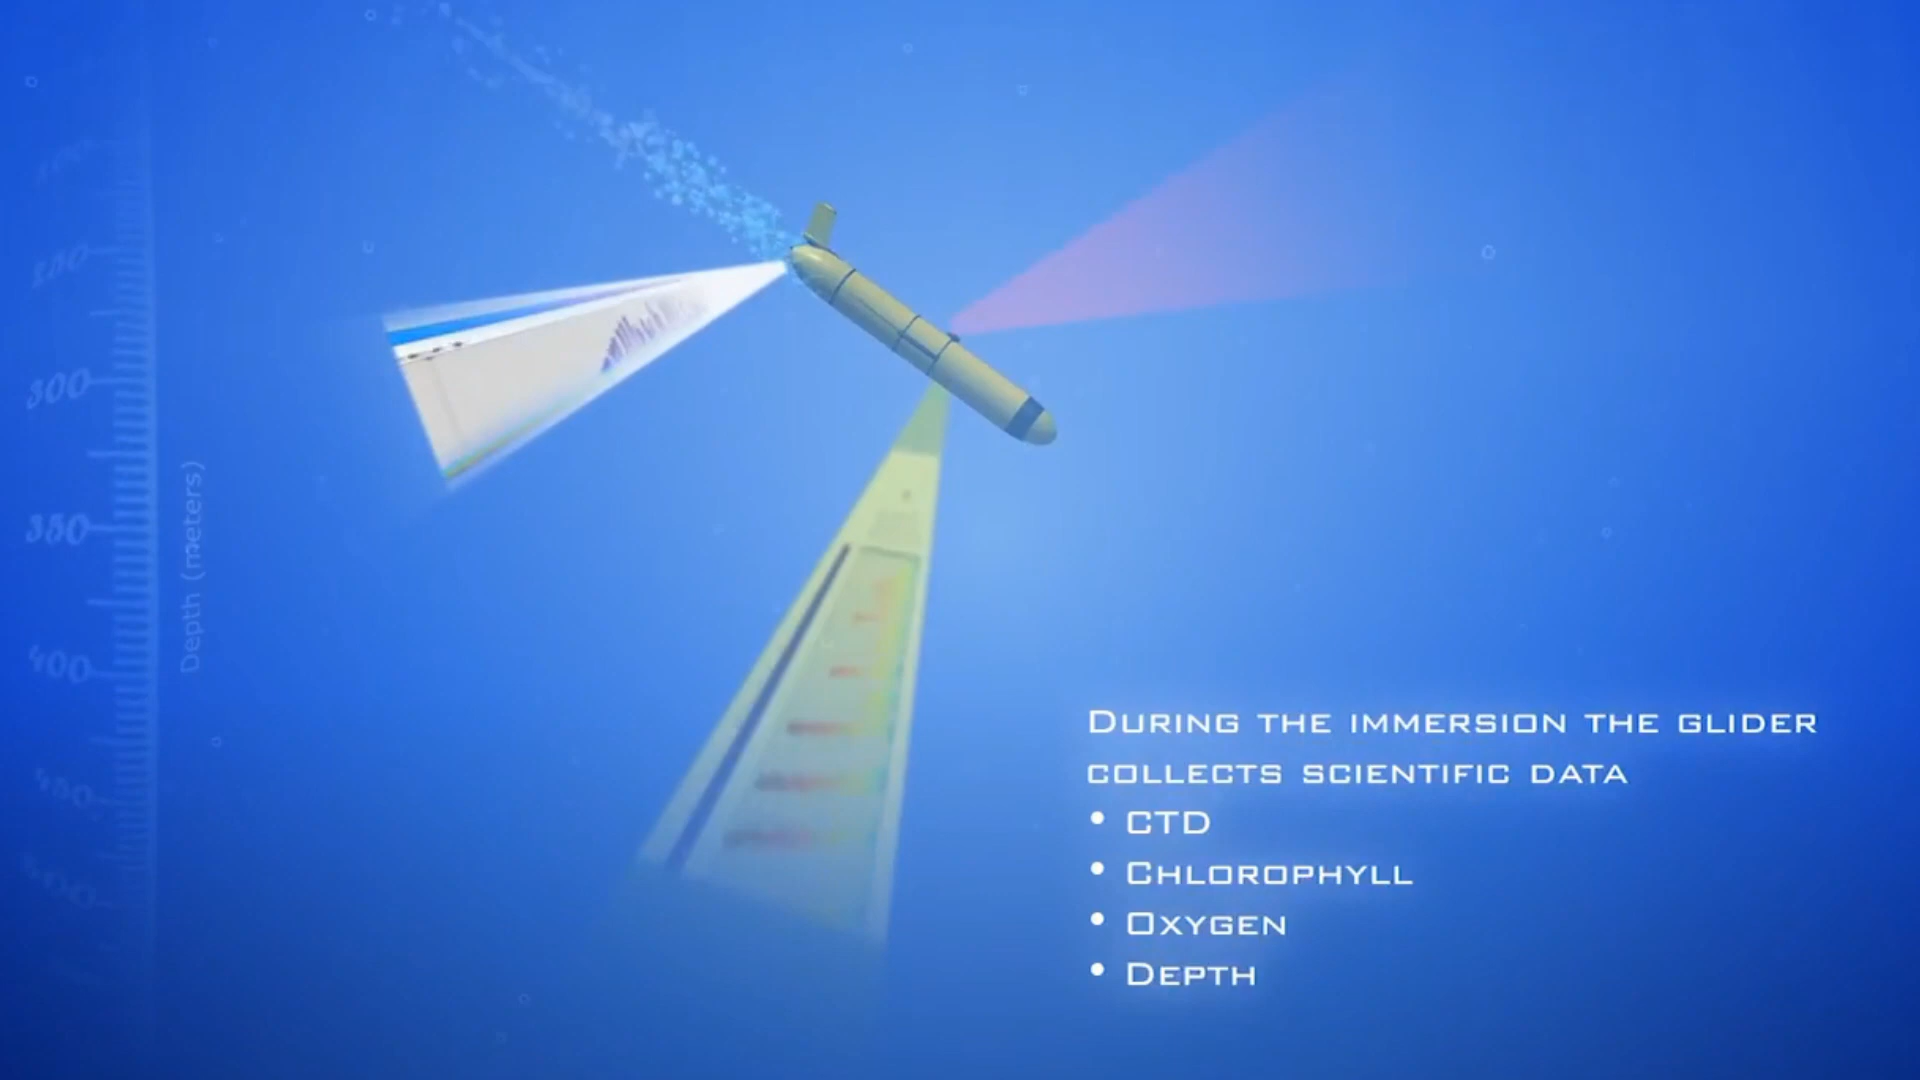 300
350
400
Depth (meters)
DURING THE IMMERSION THE GLIDER
COLLECTS SCIENTIFIC DATA
• CTD
• CHLOROPHYLL
• OXYGEN
• DEPTH